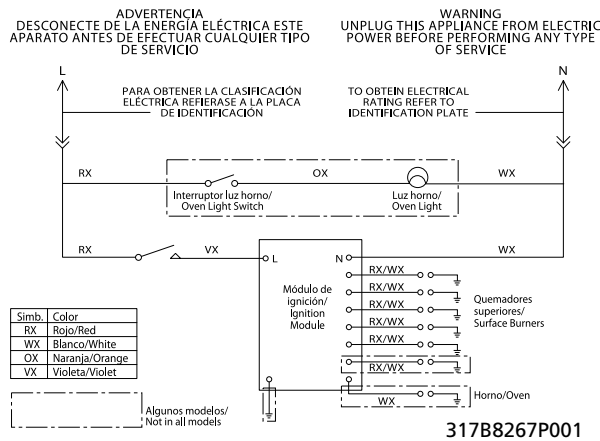 ADVERTENCIA
DESCONECTE DE LA ENERGÍA ELÉCTRICA ESTE
APARATO ANTES DE EFECTUAR CUALQUIER TIPO
DE SERVICIO
WARNING
UNPLUG THIS APPLIANCE FROM ELECTRIC
POWER BEFORE PERFORMING ANY TYPE
OF SERVICE
L
N
PARA OBTENER LA CLASIFICACIÓN
ELÉCTRICA REFIERASE A LA PLACA
DE IDENTIFICACIÓN
TO OBTEIN ELECTRICAL
RATING REFER TO
IDENTIFICATION PLATE
RX
OX
WX
Interruptor luz horno/
Oven Light Switch
Luz horno/
Oven Light
RX
VX
WX
L
N
Módulo de
ignición/
Ignition
Module
RX/WX
RX/WX
RX/WX
RX/WX
RX/WX
RX/WX
Quemadores
superiores/
Surface Burners
WX
Horno/Oven
Simb. Color
RX Rojo/Red
WX Blanco/White
OX Naranja/Orange
VX Violeta/Violet
Algunos modelos/
Not in all models
317B8267P001